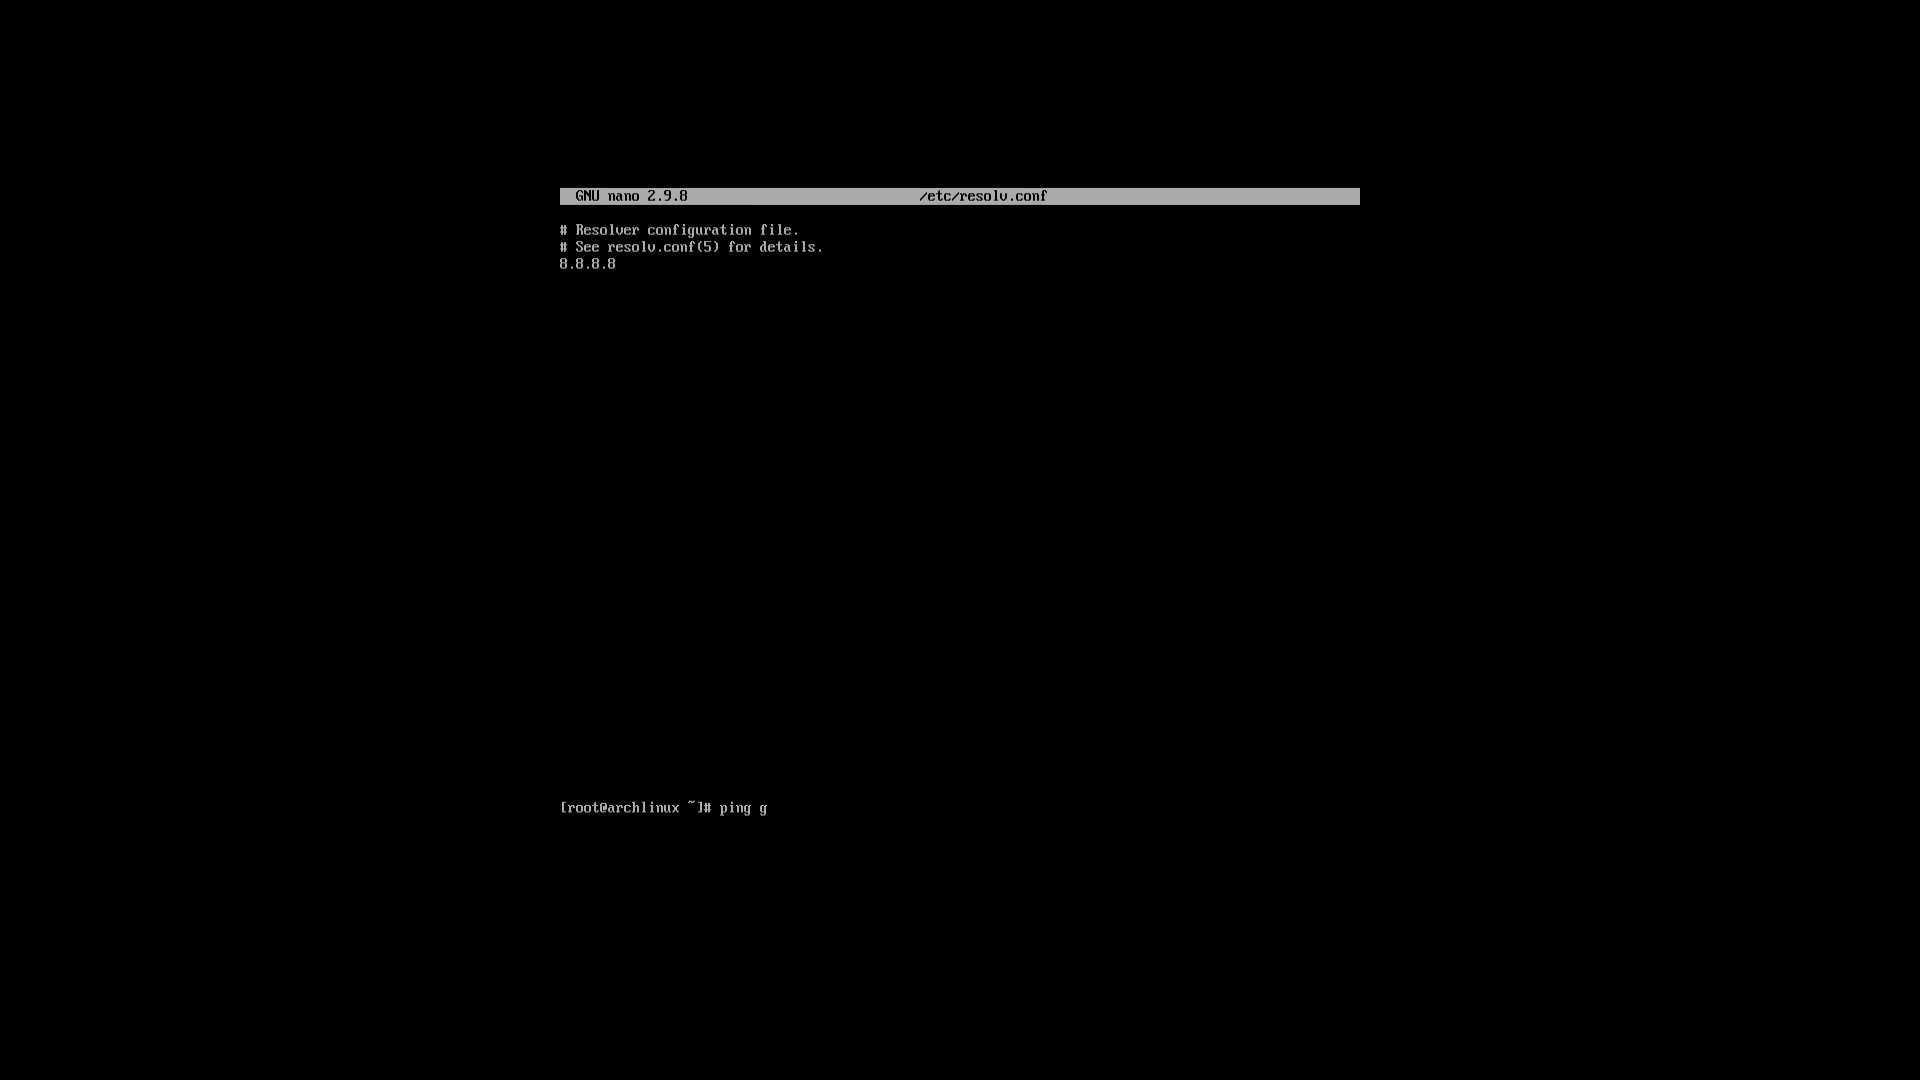 GNU nano 2.9.8 /etc/resolv.conf
# Resolver configuration file.
# See resolv.conf(5) for details.
8.8.8.8
[root@archlinux ~]# ping g